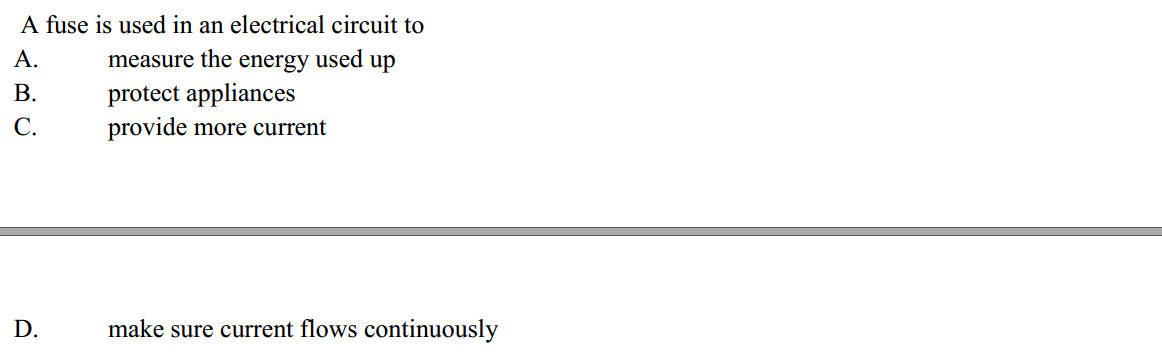 A fuse is used in an electrical circuit to
A. measure the energy used up
B. protect appliances
C. provide more current
D. make sure current flows continuously